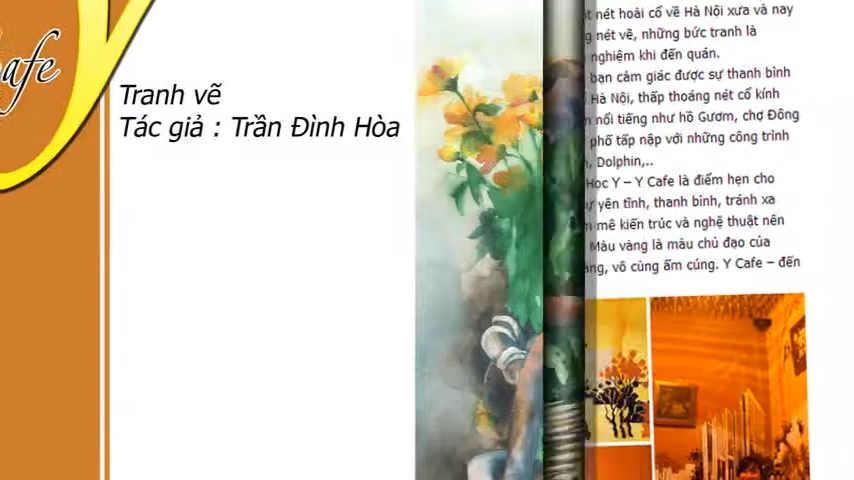 afe
Tranh vẽ
Tác giả : Trần Đình Hòa
nét hoài cổ về Hà Nội xưa và nay
nét vẽ, những bức tranh là
nghiệm khi đến quán.
bạn cảm giác được sự thanh bình
Hà Nội, thấp thoáng nét cổ kính
nổi tiếng như hồ Gươm, chợ Đông
phố tấp nập với những công trình
, Dolphin,..
Học Y – Y Cafe là điểm hẹn cho
yên tĩnh, thanh bình, tránh xa
mê kiến trúc và nghệ thuật nên
Màu vàng là màu chủ đạo của
, vô cùng ấm cúng. Y Cafe – đến